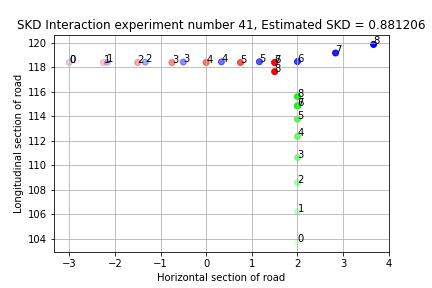 SKD Interaction experiment number 41, Estimated SKD = 0.881206
Longitudinal section of road
120
118
116
114
112
110
108
106
104
0 1 2 3 4 5 6 7 8
0 1 2 3 4 5 6 7 8
0 1 2 3 4 5 6 7 8
−3 −2 −1 0 1 2 3 4
Horizontal section of road